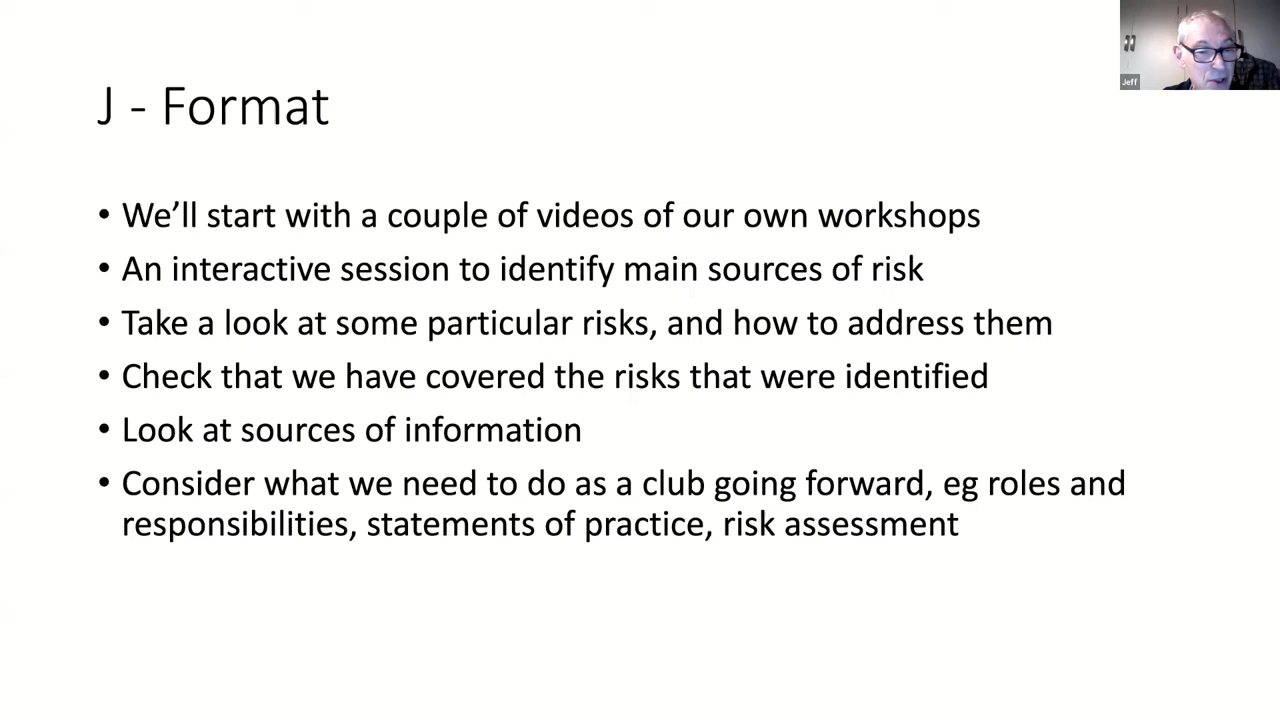 J - Format
• We’ll start with a couple of videos of our own workshops
• An interactive session to identify main sources of risk
• Take a look at some particular risks, and how to address them
• Check that we have covered the risks that were identified
• Look at sources of information
• Consider what we need to do as a club going forward, eg roles and
responsibilities, statements of practice, risk assessment
Jeff